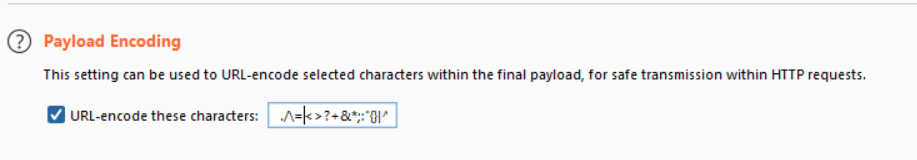 ? Payload Encoding
This setting can be used to URL-encode selected characters within the final payload, for safe transmission within HTTP requests.
URL-encode these characters: ./\=<>?+&*;:"{}|^